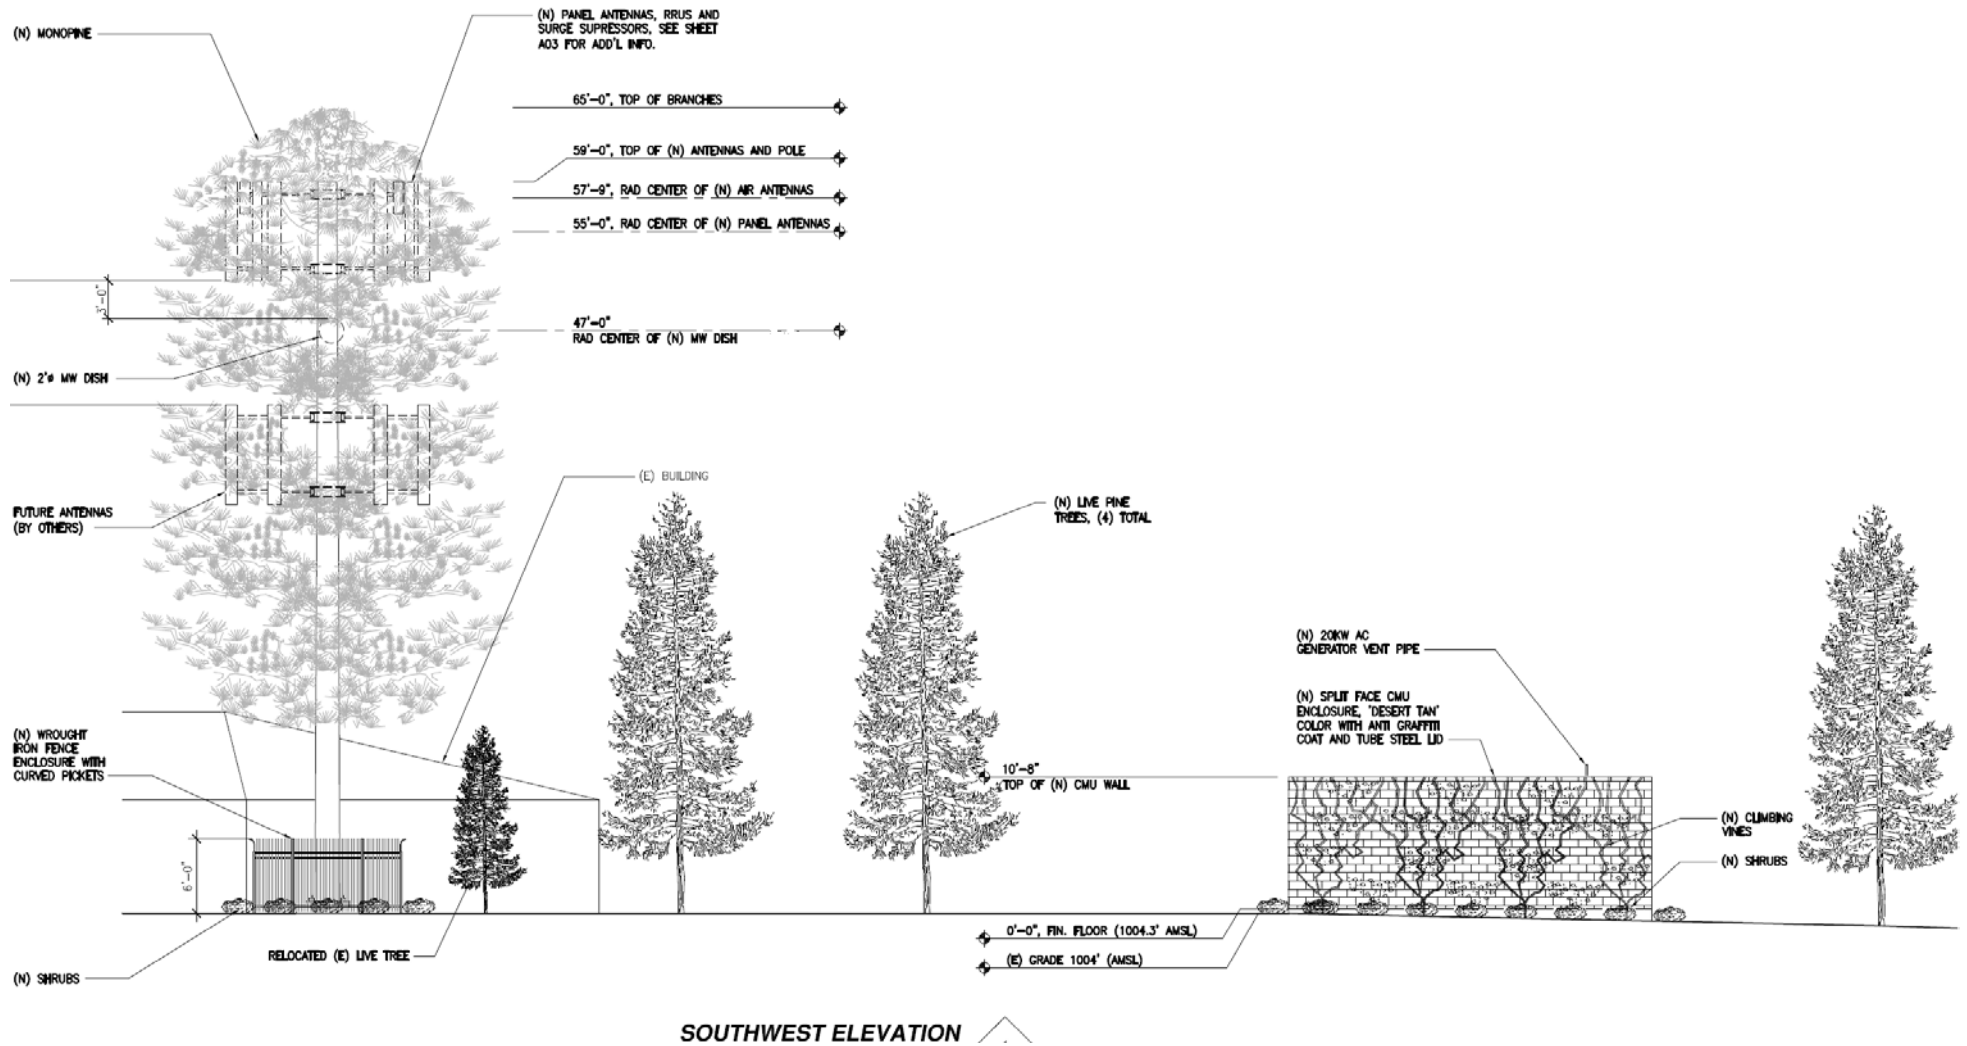 (N) MONOPINE
(N) PANEL ANTENNAS, RRUS AND
SURGE SUPRESSORS, SEE SHEET
A03 FOR ADD'L INFO.
65'-0", TOP OF BRANCHES
59'-0", TOP OF (N) ANTENNAS AND POLE
57'-9", RAD CENTER OF (N) AIR ANTENNAS
55'-0", RAD CENTER OF (N) PANEL ANTENNAS
3'-0"
47'-0"
RAD CENTER OF (N) MW DISH
(N) 2'ø MW DISH
(E) BUILDING
FUTURE ANTENNAS
(BY OTHERS)
(N) LIVE PINE
TREES, (4) TOTAL
(N) 20KW AC
GENERATOR VENT PIPE
(N) SPLIT FACE CMU
ENCLOSURE, 'DESERT TAN'
COLOR WITH ANTI GRAFFITI
COAT AND TUBE STEEL LID
(N) WROUGHT
IRON FENCE
ENCLOSURE WITH
CURVED PICKETS
10'-8"
TOP OF (N) CMU WALL
(N) CLIMBING
VINES
(N) SHRUBS
6'-0"
0'-0", FIN. FLOOR (1004.3' AMSL)
RELOCATED (E) LIVE TREE
(E) GRADE 1004' (AMSL)
(N) SHRUBS
SOUTHWEST ELEVATION